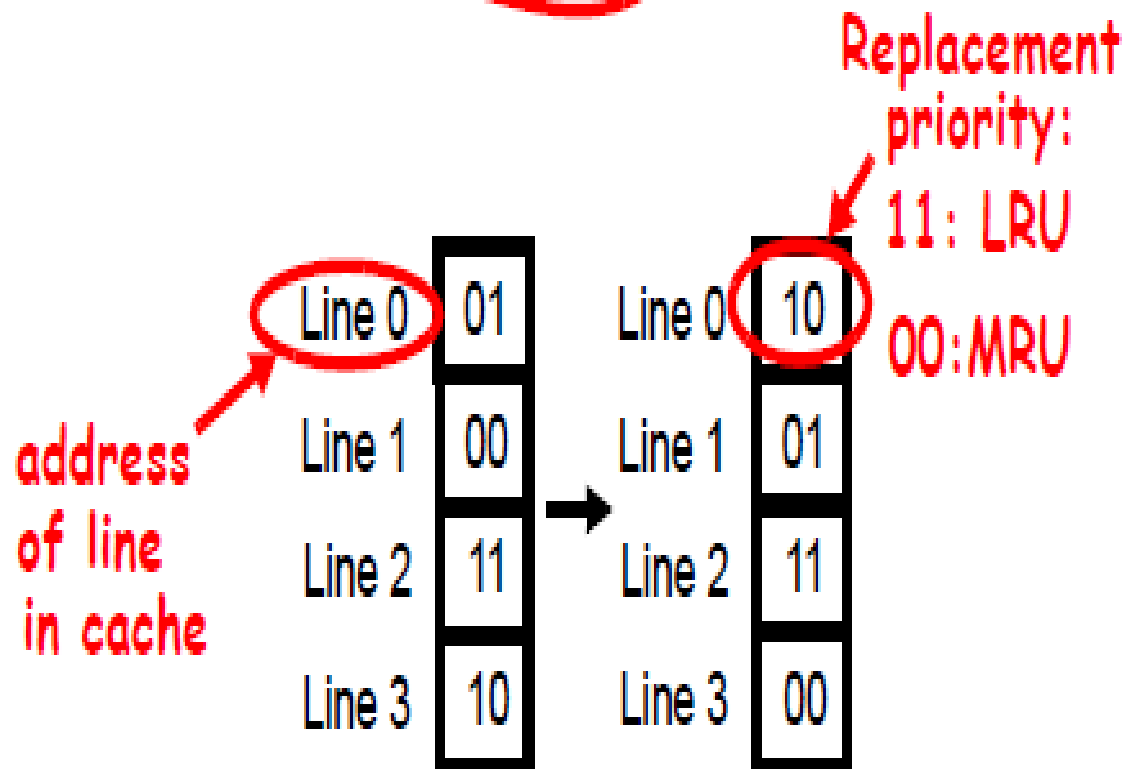 Replacement
priority:
11: LRU
00:MRU
Line 0 01
Line 1 00
Line 2 11
Line 3 10
Line 0 10
Line 1 01
Line 2 11
Line 3 00
address
of line
in cache